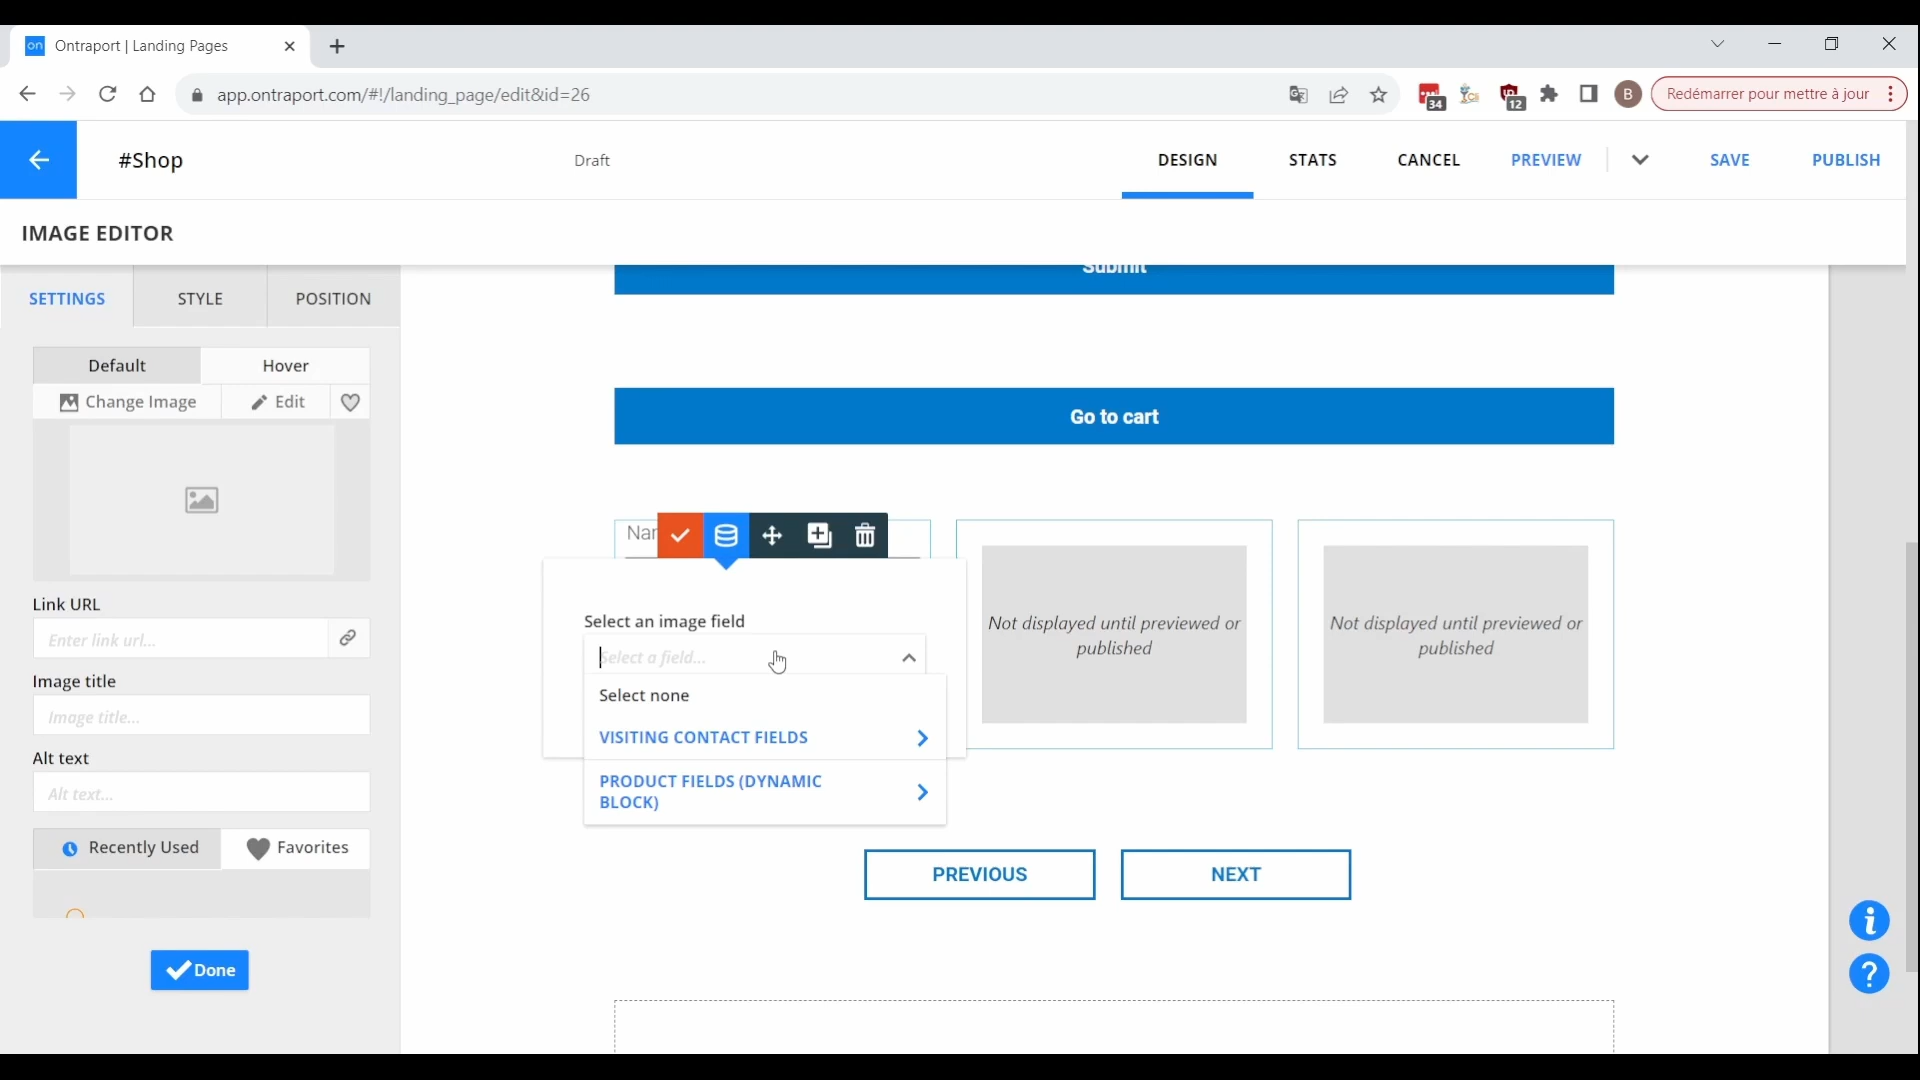 on Ontraport | Landing Pages
app.ontraport.com/#!/landing_page/edit&id=26
34
12
B
Redémarrer pour mettre à jour
#Shop
Draft
DESIGN
STATS
CANCEL
PREVIEW
SAVE
PUBLISH
IMAGE EDITOR
SETTINGS
STYLE
POSITION
Default
Hover
Change Image
Edit
Link URL
Enter link url...
Image title
Image title...
Alt text
Alt text...
Recently Used
Favorites
Done
Submit
Go to cart
Select an image field
Select a field...
Select none
VISITING CONTACT FIELDS
PRODUCT FIELDS (DYNAMIC
BLOCK)
Not displayed until previewed or
published
Not displayed until previewed or
published
PREVIOUS
NEXT
i
?